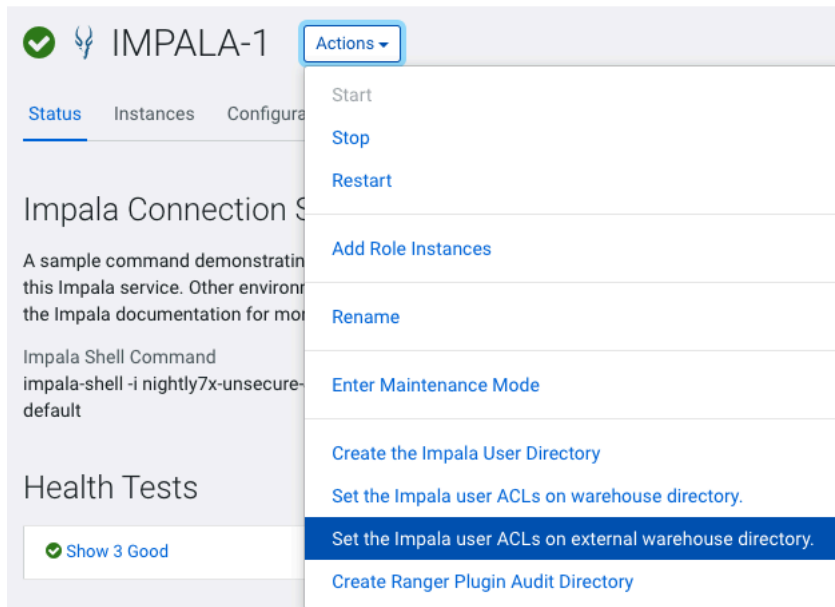 IMPALA-1
Actions
Status Instances Configura
Start
Stop
Restart
Add Role Instances
Rename
Enter Maintenance Mode
Create the Impala User Directory
Set the Impala user ACLs on warehouse directory.
Set the Impala user ACLs on external warehouse directory.
Create Ranger Plugin Audit Directory
Impala Connection S
A sample command demonstratin
this Impala service. Other environ
the Impala documentation for mo
Impala Shell Command
impala-shell -i nightly7x-unsecure-
default
Health Tests
Show 3 Good